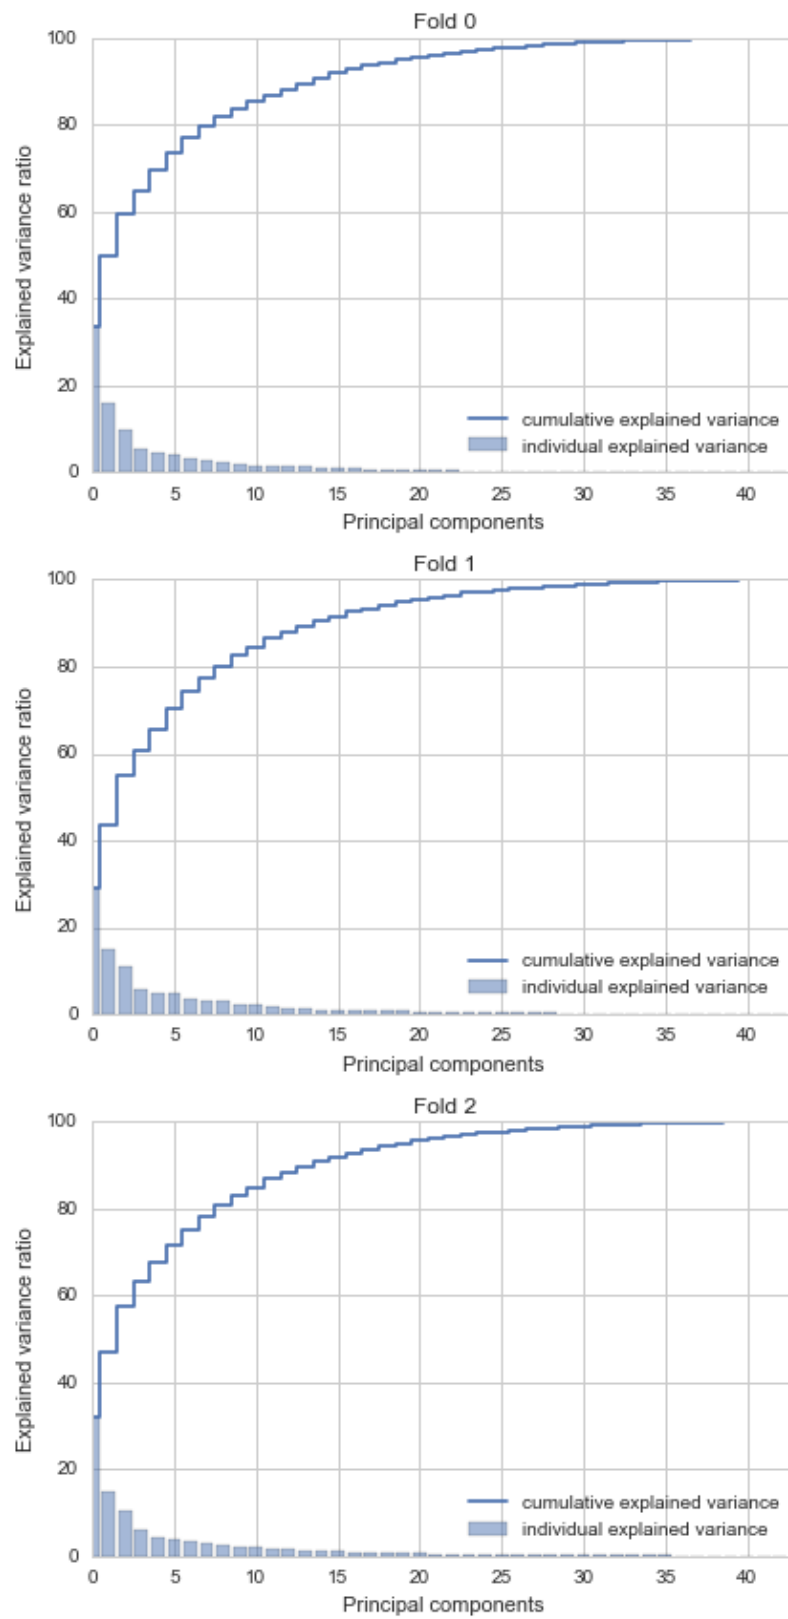 Fold 0
100
80
60
40
20
0
Explained variance ratio
cumulative explained variance
individual explained variance
0 5 10 15 20 25 30 35 40
Principal components
Fold 1
100
80
60
40
20
0
Explained variance ratio
cumulative explained variance
individual explained variance
0 5 10 15 20 25 30 35 40
Principal components
Fold 2
100
80
60
40
20
0
Explained variance ratio
cumulative explained variance
individual explained variance
0 5 10 15 20 25 30 35 40
Principal components